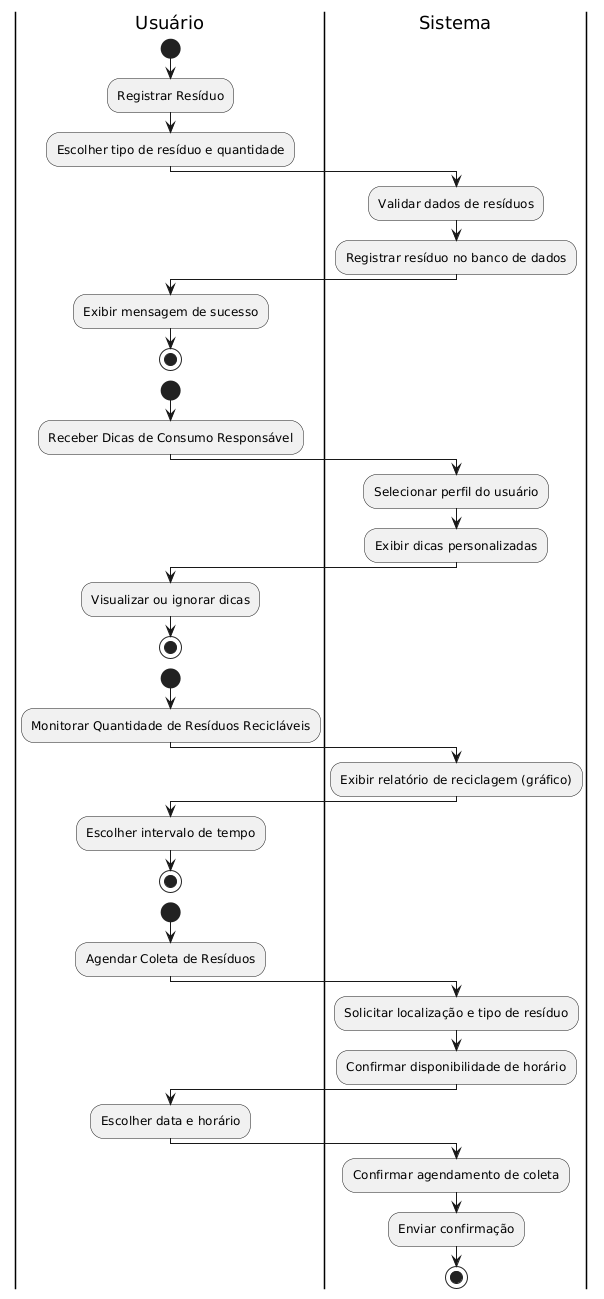 Usuário
Sistema
Registrar Resíduo
Escolher tipo de resíduo e quantidade
Validar dados de resíduos
Registrar resíduo no banco de dados
Exibir mensagem de sucesso
Receber Dicas de Consumo Responsável
Selecionar perfil do usuário
Exibir dicas personalizadas
Visualizar ou ignorar dicas
Monitorar Quantidade de Resíduos Recicláveis
Exibir relatório de reciclagem (gráfico)
Escolher intervalo de tempo
Agendar Coleta de Resíduos
Solicitar localização e tipo de resíduo
Confirmar disponibilidade de horário
Escolher data e horário
Confirmar agendamento de coleta
Enviar confirmação